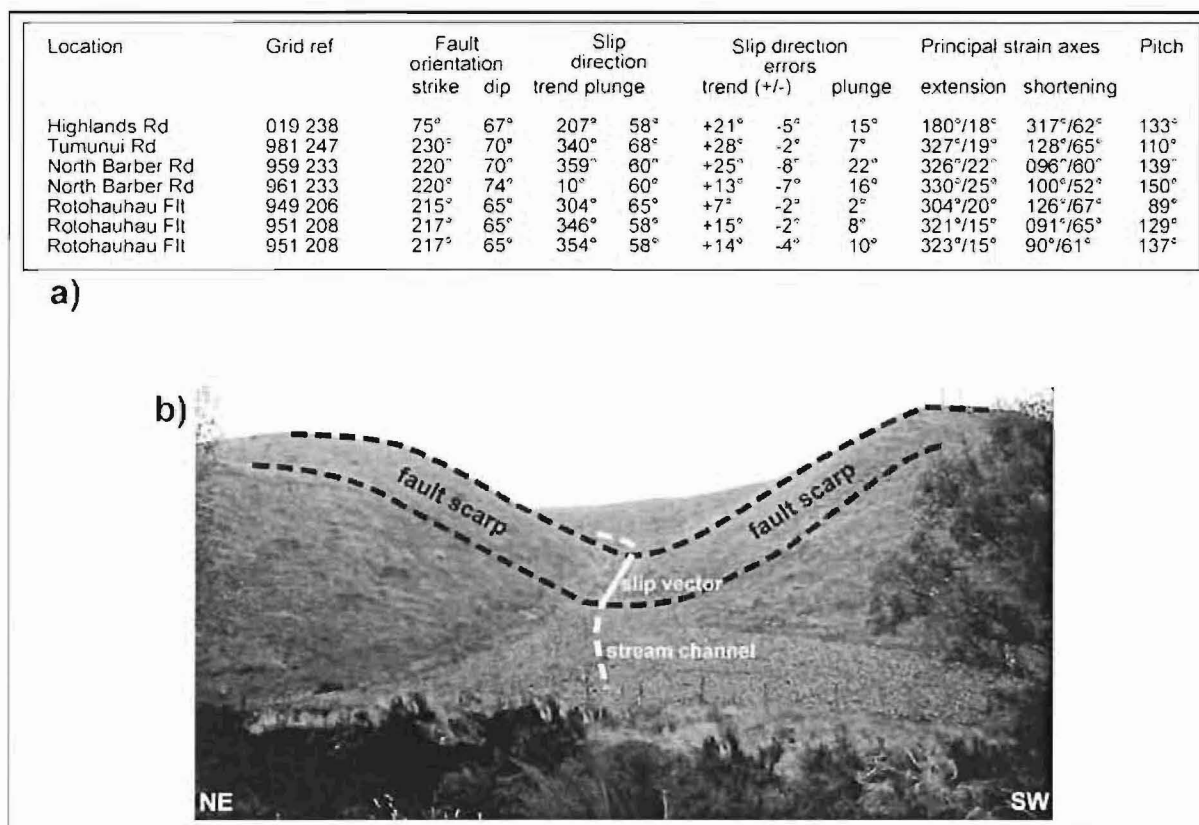 Location Grid ref Fault orientation Slip direction Slip direction errors Principal strain axes Pitch
strike dip trend plunge trend (+/-) plunge extension shortening
Highlands Rd 019 238 75° 67° 207° 58° +21° -5° 15° 180°/18° 317°/62° 133°
Tumunui Rd 981 247 230° 70° 340° 68° +28° -2° 7° 327°/19° 128°/65° 110°
North Barber Rd 959 233 220° 70° 359° 60° +25° -8° 22° 326°/22° 096°/60° 139°
North Barber Rd 961 233 220° 74° 10° 60° +13° -7° 16° 330°/25° 100°/52° 150°
Rotohauhau Flt 949 206 215° 65° 304° 65° +7° -2° 2° 304°/20° 126°/67° 89°
Rotohauhau Flt 951 208 217° 65° 346° 58° +15° -2° 8° 321°/15° 091°/65° 129°
Rotohauhau Flt 951 208 217° 65° 354° 58° +14° -4° 10° 323°/15° 90°/61° 137°
a)
b)
fault scarp
fault scarp
slip vector
stream channel
NE
SW